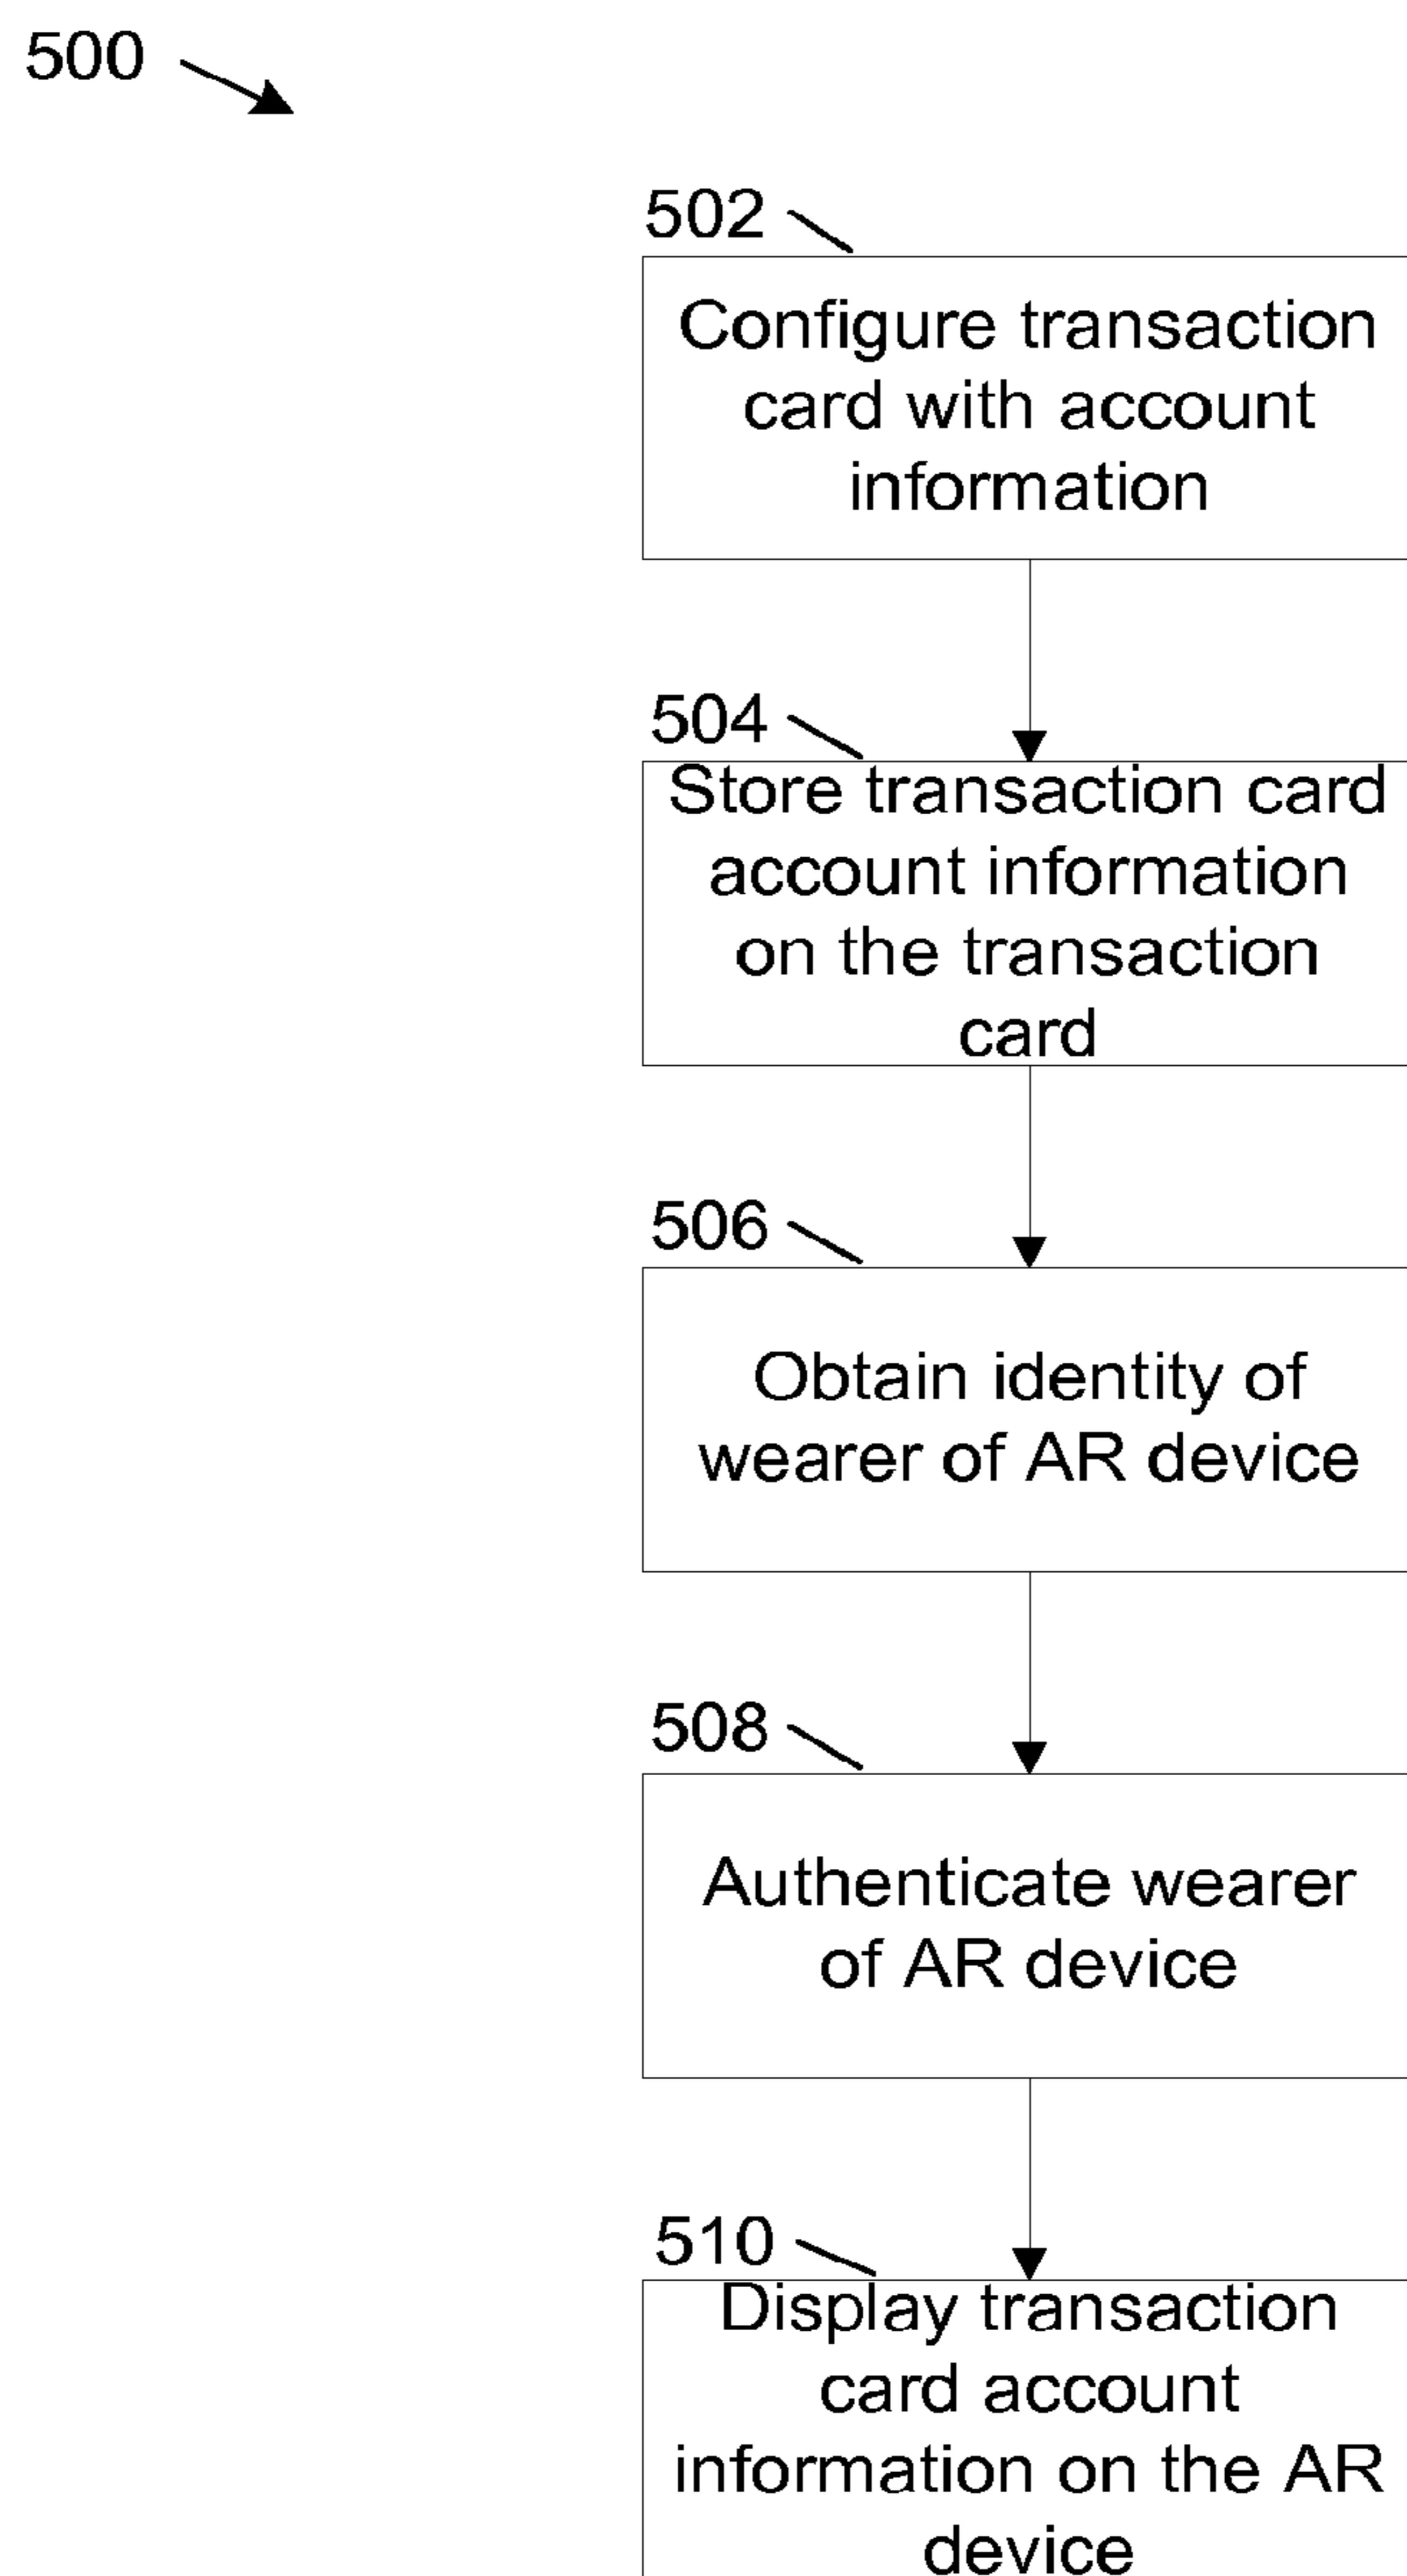 500
502
Configure transaction
card with account
information
504
Store transaction card
account information
on the transaction
card
506
Obtain identity of
wearer of AR device
508
Authenticate wearer
of AR device
510
Display transaction
card account
information on the AR
device